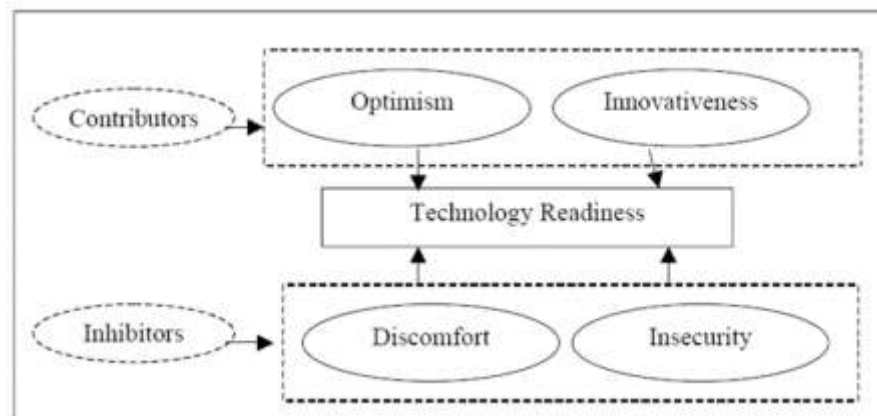 Optimism
Innovativeness
Contributors
Technology Readiness
Inhibitors
Discomfort
Insecurity